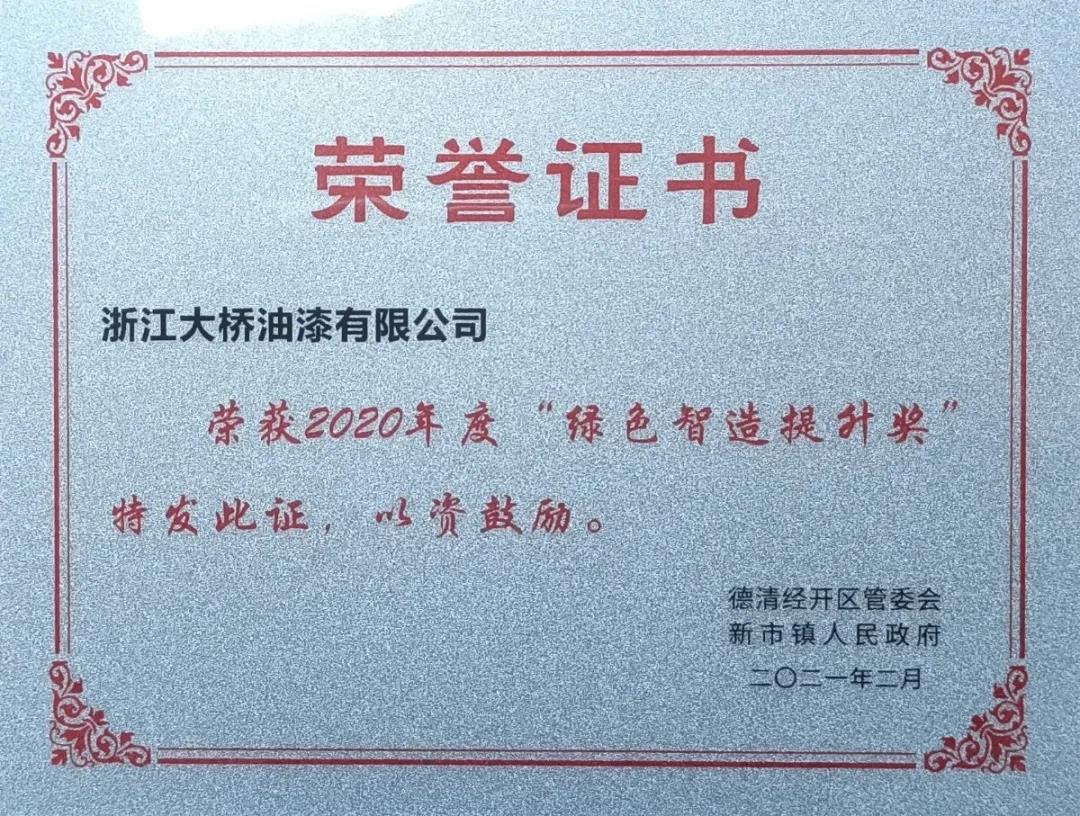 荣誉证书
浙江大桥油漆有限公司
荣获2020年度“绿色智造提升奖”
特发此证，以资鼓励。
德清经开区管委会
新市镇人民政府
二〇二一年二月